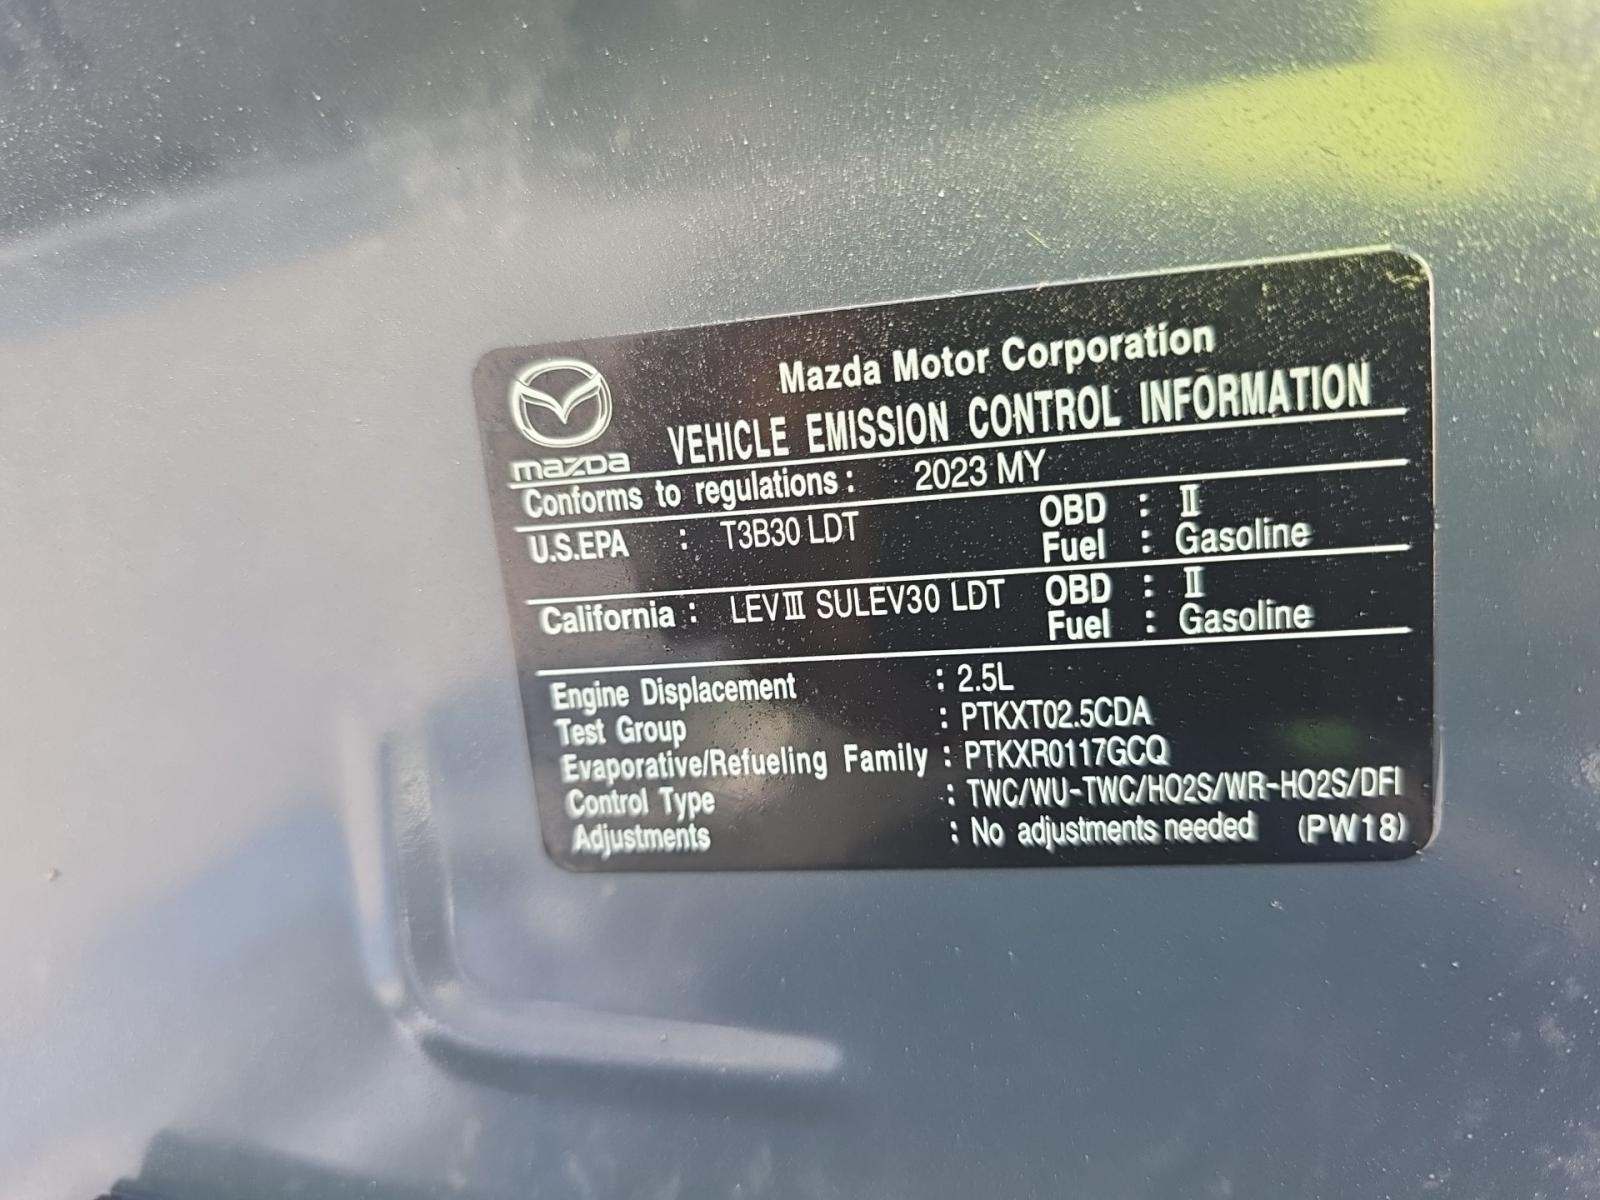 Mazda Motor Corporation
mazda VEHICLE EMISSION CONTROL INFORMATION
Conforms to regulations : 2023 MY
U.S.EPA : T3B30 LDT OBD : II
Fuel : Gasoline
California : LEVIII SULEV30 LDT OBD : II
Fuel : Gasoline
Engine Displacement : 2.5L
Test Group : PTKXT02.5CDA
Evaporative/Refueling Family : PTKXR0117GCQ
Control Type : TWC/WU-TWC/HO2S/WR-HO2S/DFI
Adjustments : No adjustments needed (PW18)